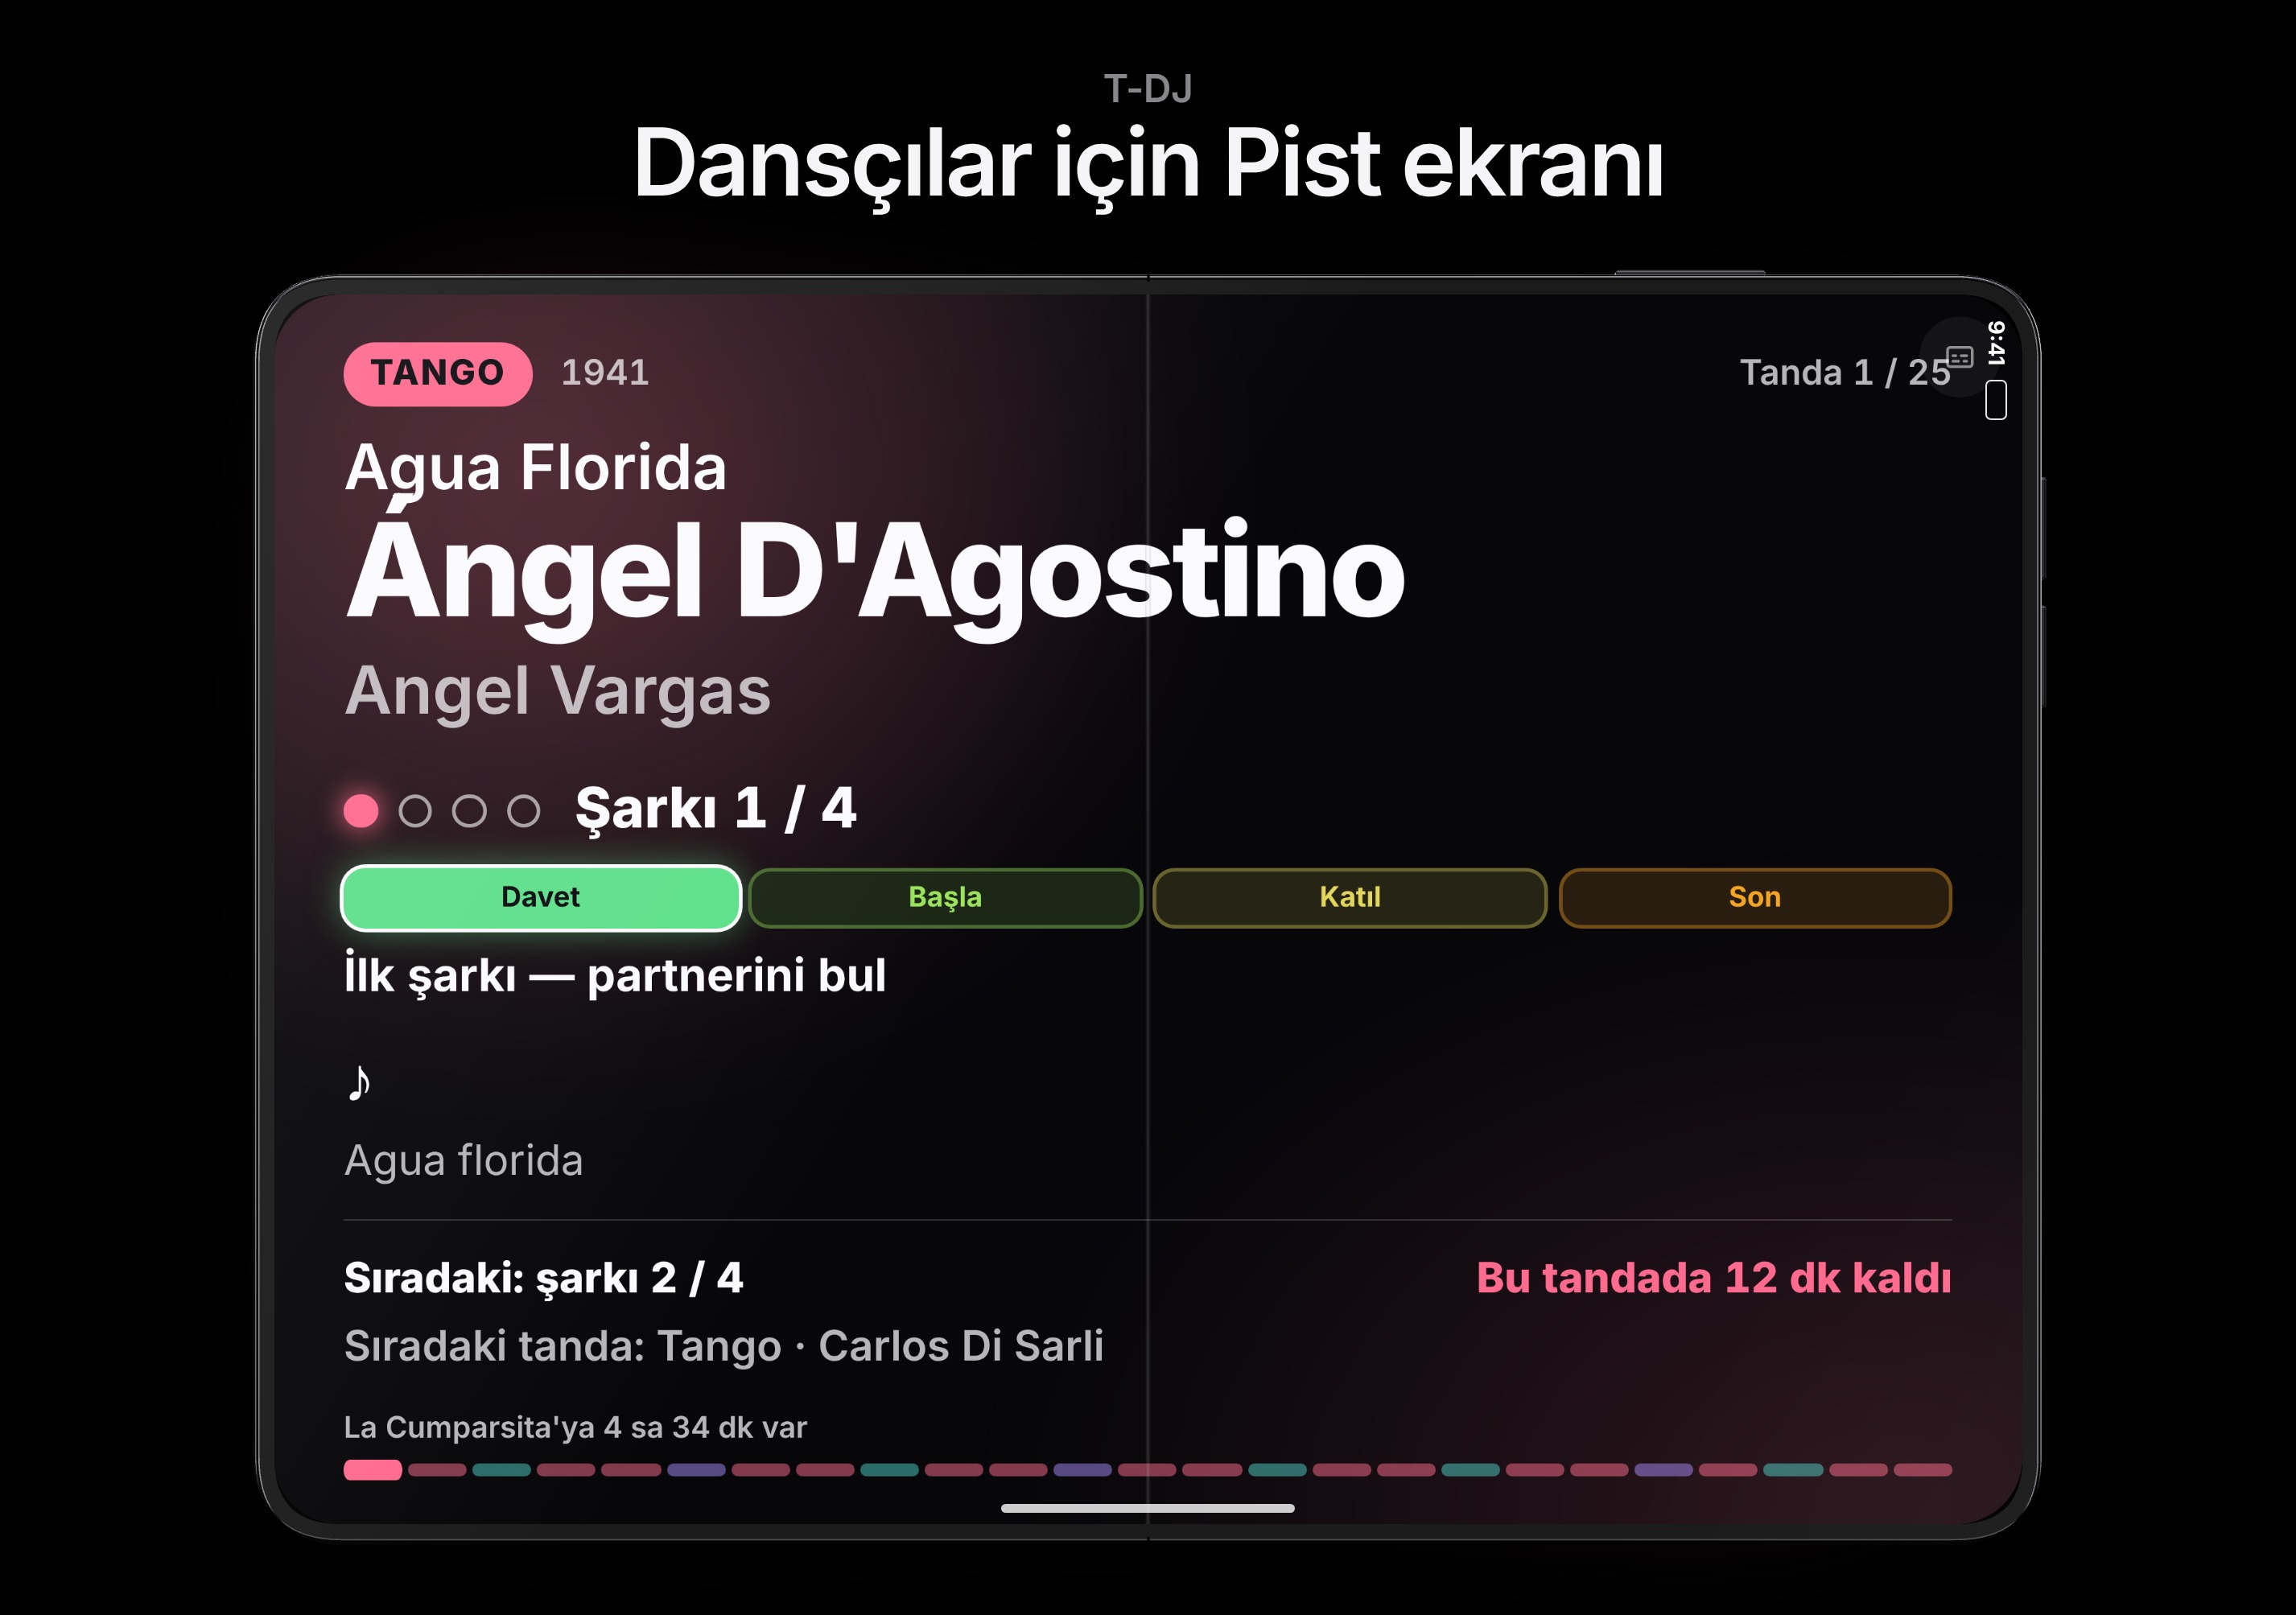 T-DJ
Dansçılar için Pist ekranı
TANGO 1941 Tanda 1 / 25
9:41
Agua Florida
Ángel D'Agostino
Angel Vargas
Şarkı 1 / 4
Davet Başla Katıl Son
İlk şarkı — partnerini bul
♪
Agua florida
Sıradaki: şarkı 2 / 4 Bu tandada 12 dk kaldı
Sıradaki tanda: Tango · Carlos Di Sarli
La Cumparsita'ya 4 sa 34 dk var